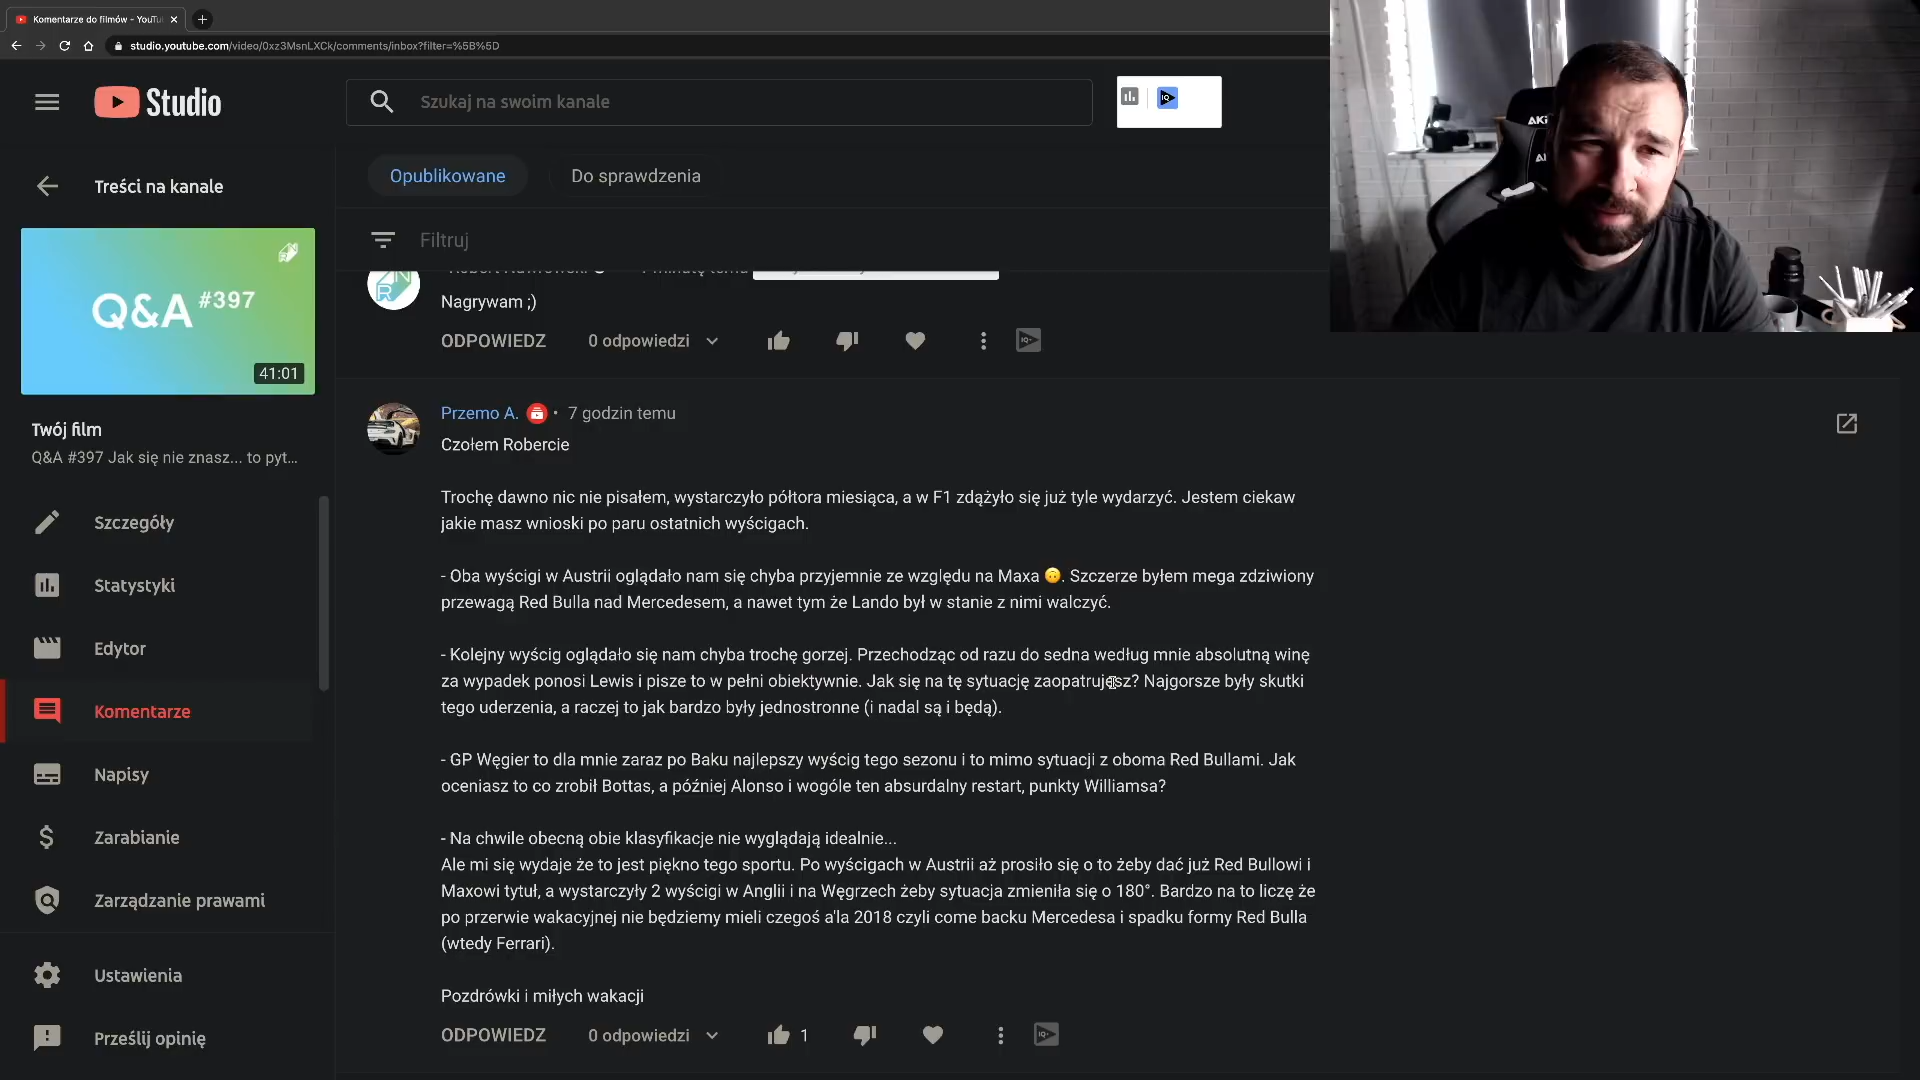 Komentarze do filmów - YouTu
studio.youtube.com/video/0xz3MsnLXCk/comments/inbox?filter=%5B%5D
Studio
Szukaj na swoim kanale
IQ
Treści na kanale
Opublikowane
Do sprawdzenia
Filtruj
Q&A #397
41:01
Twój film
Q&A #397 Jak się nie znasz... to pyt...
Szczegóły
Statystyki
Edytor
Komentarze
Napisy
Zarabianie
Zarządzanie prawami
Ustawienia
Prześlij opinię
Nagrywam ;)
ODPOWIEDZ 0 odpowiedzi
Przemo A. • 7 godzin temu
Czołem Robercie
Trochę dawno nic nie pisałem, wystarczyło półtora miesiąca, a w F1 zdążyło się już tyle wydarzyć. Jestem ciekaw
jakie masz wnioski po paru ostatnich wyścigach.
- Oba wyścigi w Austrii oglądało nam się chyba przyjemnie ze względu na Maxa 🙃. Szczerze byłem mega zdziwiony
przewagą Red Bulla nad Mercedesem, a nawet tym że Lando był w stanie z nimi walczyć.
- Kolejny wyścig oglądało się nam chyba trochę gorzej. Przechodząc od razu do sedna według mnie absolutną winę
za wypadek ponosi Lewis i pisze to w pełni obiektywnie. Jak się na tę sytuację zaopatrujesz? Najgorsze były skutki
tego uderzenia, a raczej to jak bardzo były jednostronne (i nadal są i będą).
- GP Węgier to dla mnie zaraz po Baku najlepszy wyścig tego sezonu i to mimo sytuacji z oboma Red Bullami. Jak
oceniasz to co zrobił Bottas, a później Alonso i wogóle ten absurdalny restart, punkty Williamsa?
- Na chwile obecną obie klasyfikacje nie wyglądają idealnie...
Ale mi się wydaje że to jest piękno tego sportu. Po wyścigach w Austrii aż prosiło się o to żeby dać już Red Bullowi i
Maxowi tytuł, a wystarczyły 2 wyścigi w Anglii i na Węgrzech żeby sytuacja zmieniła się o 180°. Bardzo na to liczę że
po przerwie wakacyjnej nie będziemy mieli czegoś a'la 2018 czyli come backu Mercedesa i spadku formy Red Bulla
(wtedy Ferrari).
Pozdrówki i miłych wakacji
ODPOWIEDZ 0 odpowiedzi 1